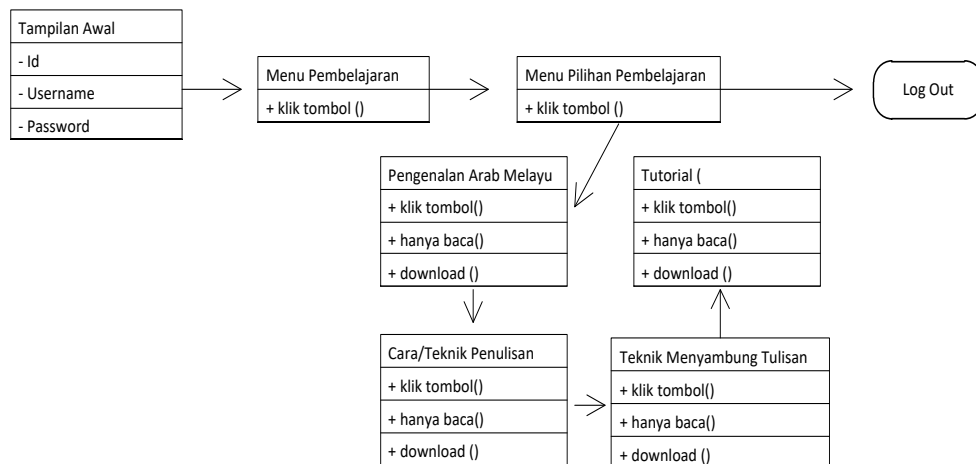 Tampilan Awal
- Id
- Username
- Password
Menu Pembelajaran
+ klik tombol ()
Menu Pilihan Pembelajaran
+ klik tombol ()
Log Out
Pengenalan Arab Melayu
+ klik tombol()
+ hanya baca()
+ download ()
Tutorial (
+ klik tombol()
+ hanya baca()
+ download ()
Cara/Teknik Penulisan
+ klik tombol()
+ hanya baca()
+ download ()
Teknik Menyambung Tulisan
+ klik tombol()
+ hanya baca()
+ download ()